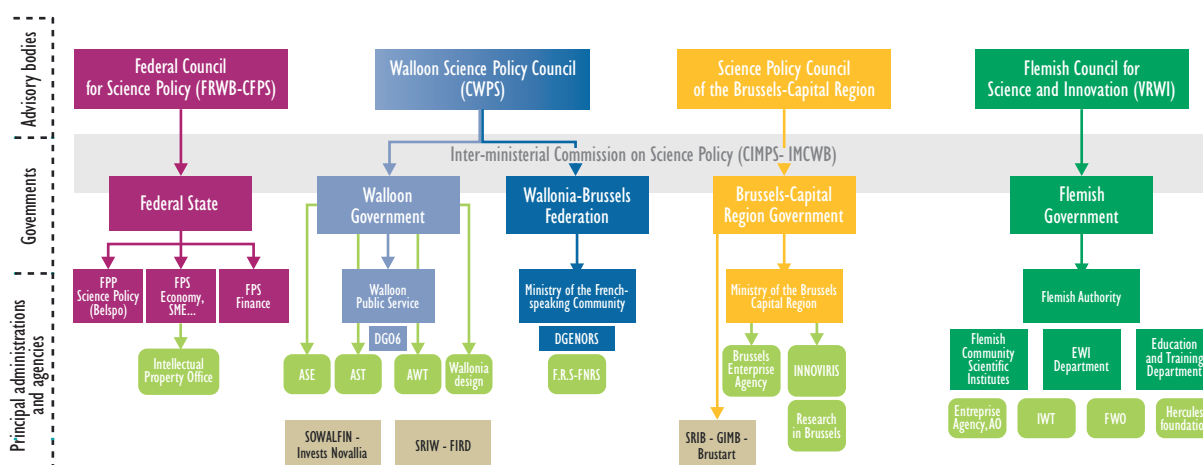 Advisory bodies
Federal Council
for Science Policy (FRWB-CFPS)
Walloon Science Policy Council
(CWPS)
Science Policy Council
of the Brussels-Capital Region
Flemish Council for
Science and Innovation (VRWI)
Inter-ministerial Commission on Science Policy (CIMPS- IMCWB)
Governments
Federal State
Walloon
Government
Wallonia-Brussels
Federation
Brussels-Capital
Region Government
Flemish
Government
Principal administrations
and agencies
FPP
Science Policy
(Belspo)
FPS
Economy,
SME...
FPS
Finance
Walloon
Public Service
Ministry of the French-
speaking Community
Ministry of the Brussels
Capital Region
Flemish Authority
DGO6
DGENORS
Intellectual
Property Office
ASE
AST
AWT
Wallonia
design
F.R.S-FNRS
Brussels
Enterprise
Agency
INNOVIRIS
Research
in Brussels
Flemish
Community
Scientific
Institutes
EWI
Department
Education
and Training
Department
Entreprise
Agency, AO
IWT
FWO
Hercules
foundation
SOWALFIN -
Invests Novallia
SRIW - FIRD
SRIB - GIMB -
Brustart